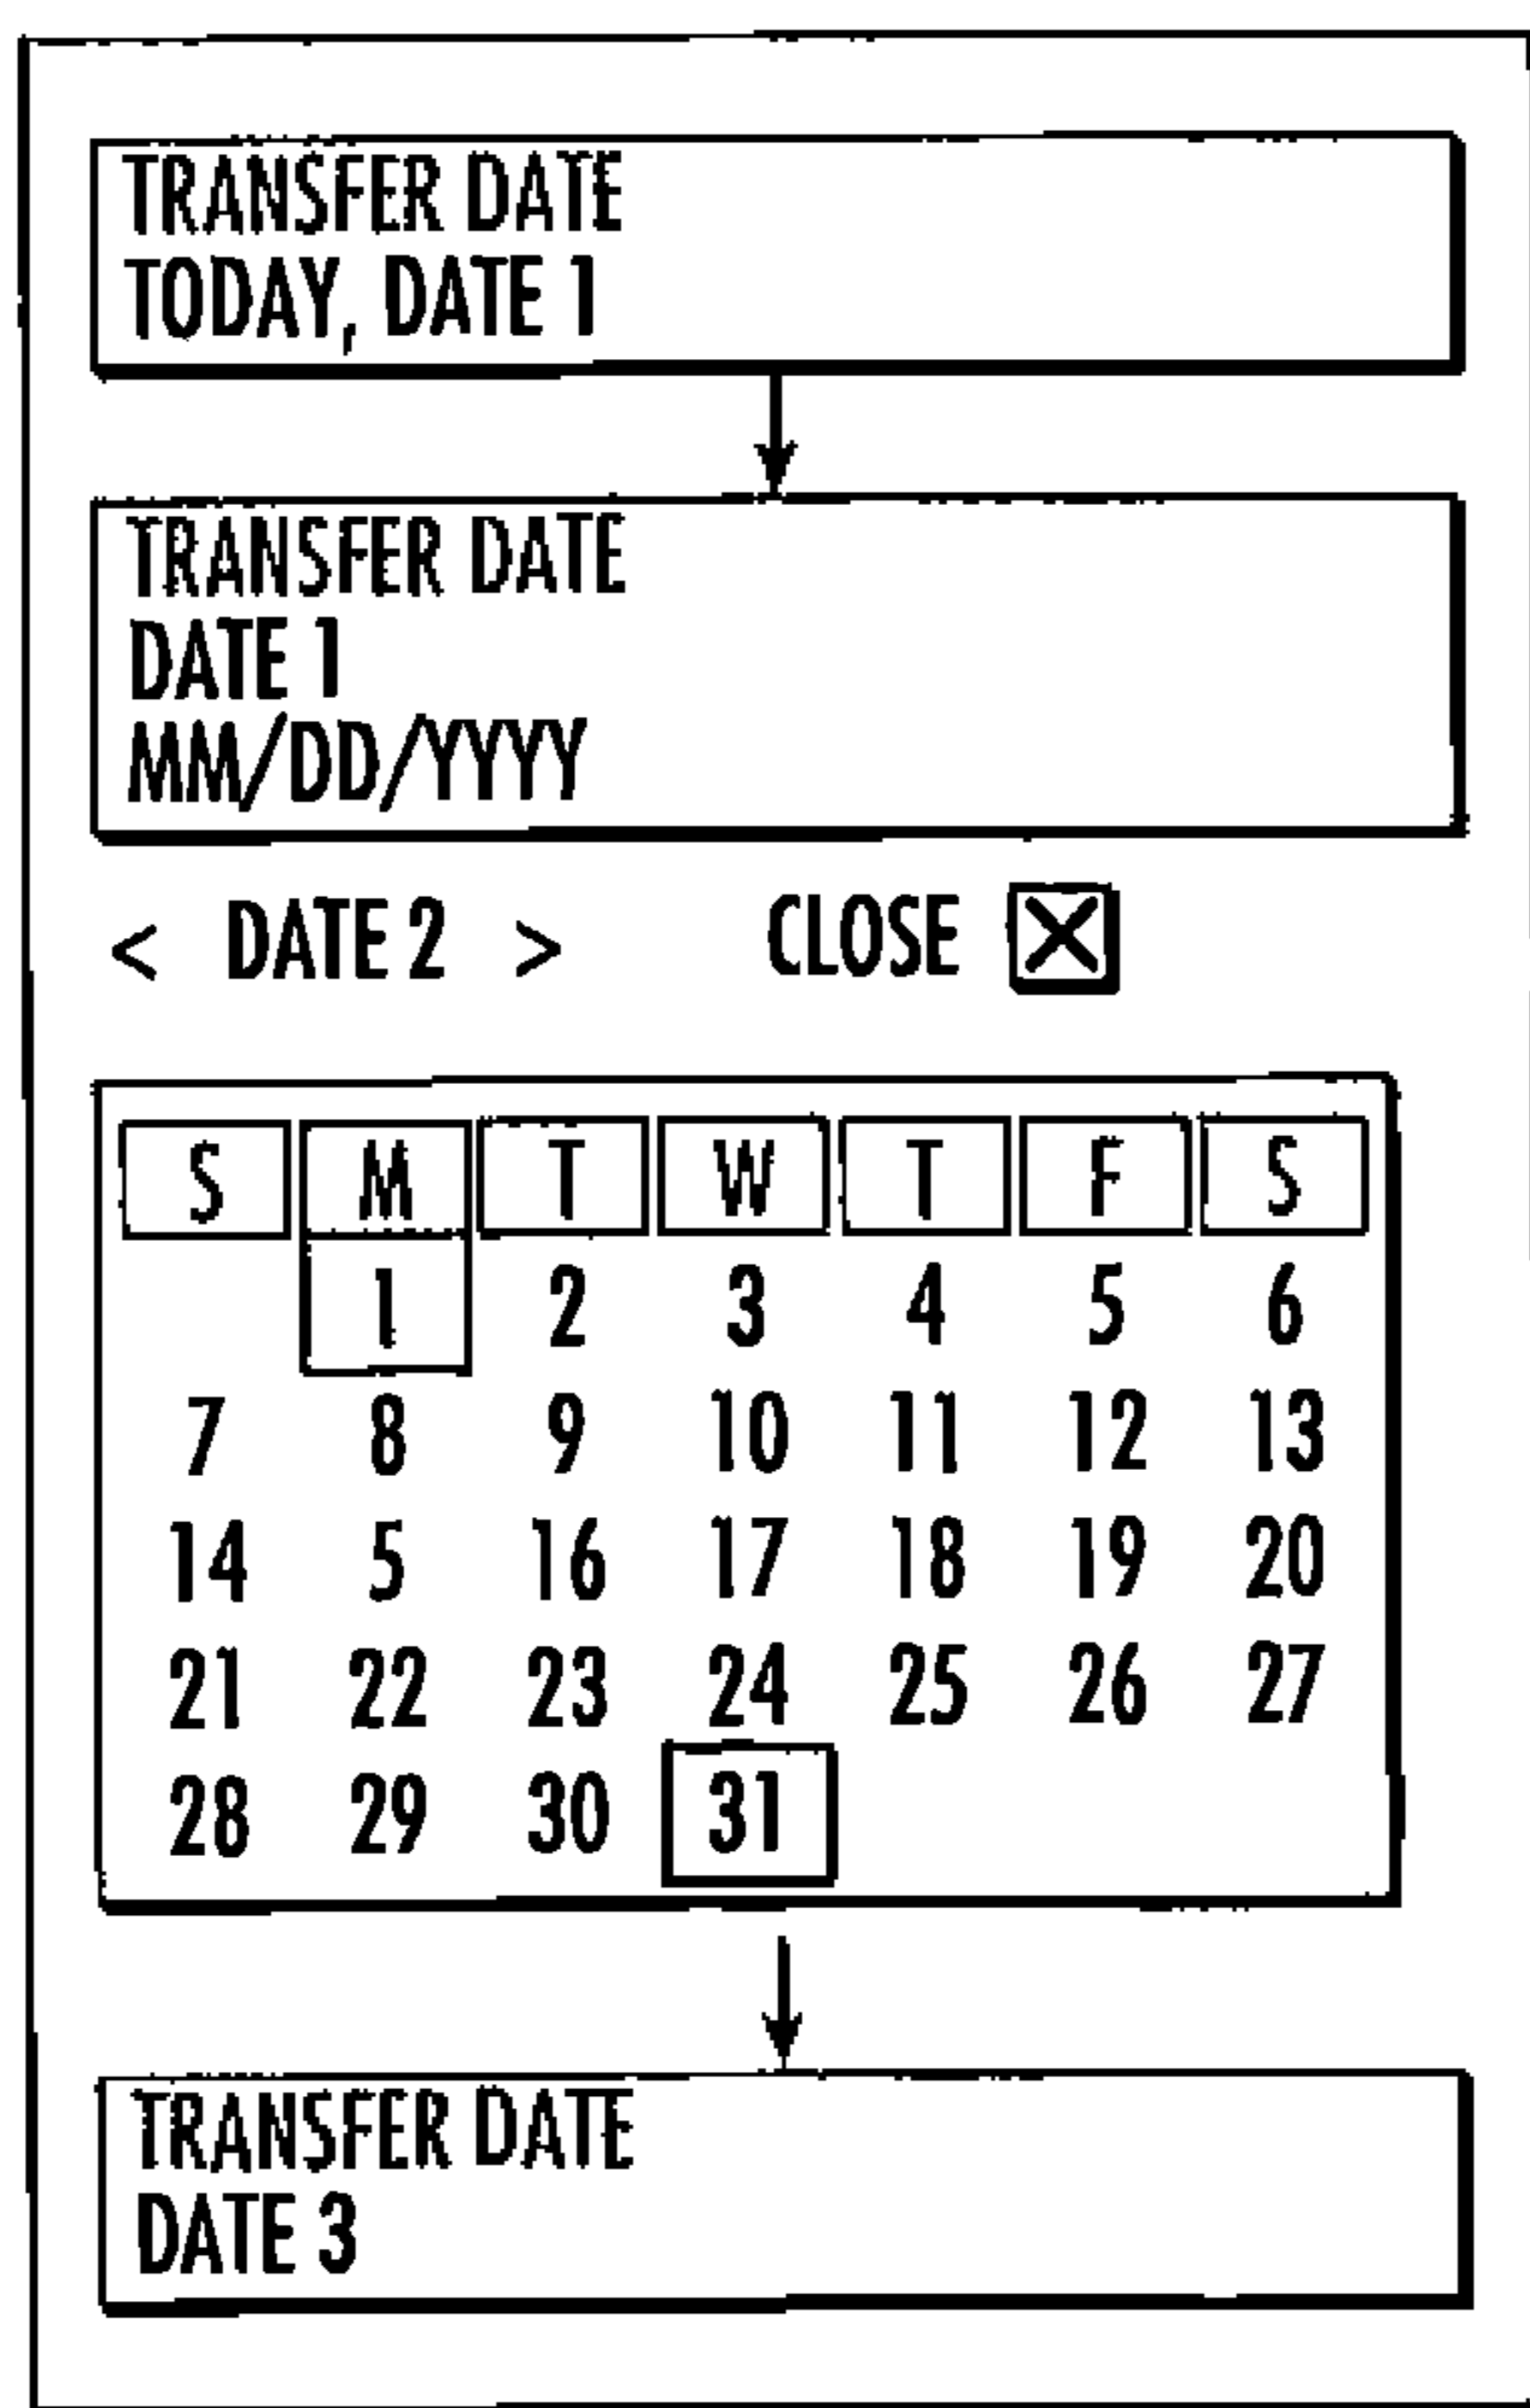 TRANSFER DATE
TODAY, DATE 1
TRANSFER DATE
DATE 1
MM/DD/YYYY
< DATE 2 > CLOSE X
S M T W T F S
1 2 3 4 5 6
7 8 9 10 11 12 13
14 5 16 17 18 19 20
21 22 23 24 25 26 27
28 29 30 31
TRANSFER DATE
DATE 3